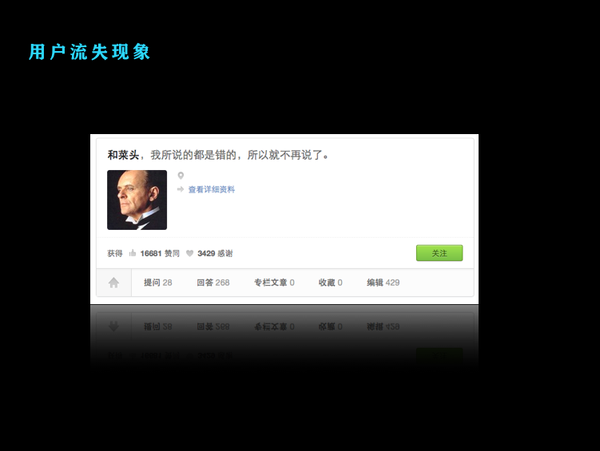 用户流失现象
和菜头，我所说的都是错的，所以就不再说了。
查看详细资料
获得 16681 赞同 3429 感谢 关注
提问 28 回答 268 专栏文章 0 收藏 0 编辑 429